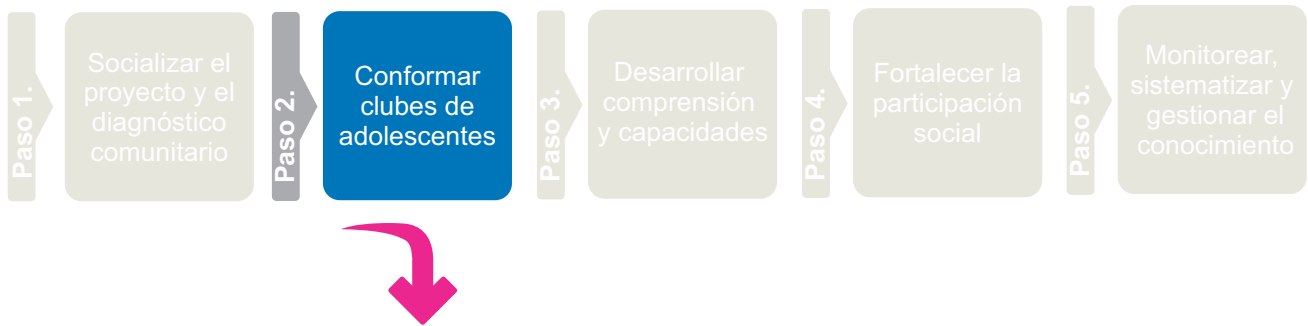 Paso 1.
Socializar el
proyecto y el
diagnóstico
comunitario
Paso 2.
Conformar
clubes de
adolescentes
Paso 3.
Desarrollar
comprensión
y capacidades
Paso 4.
Fortalecer la
participación
social
Paso 5.
Monitorear,
sistematizar y
gestionar el
conocimiento